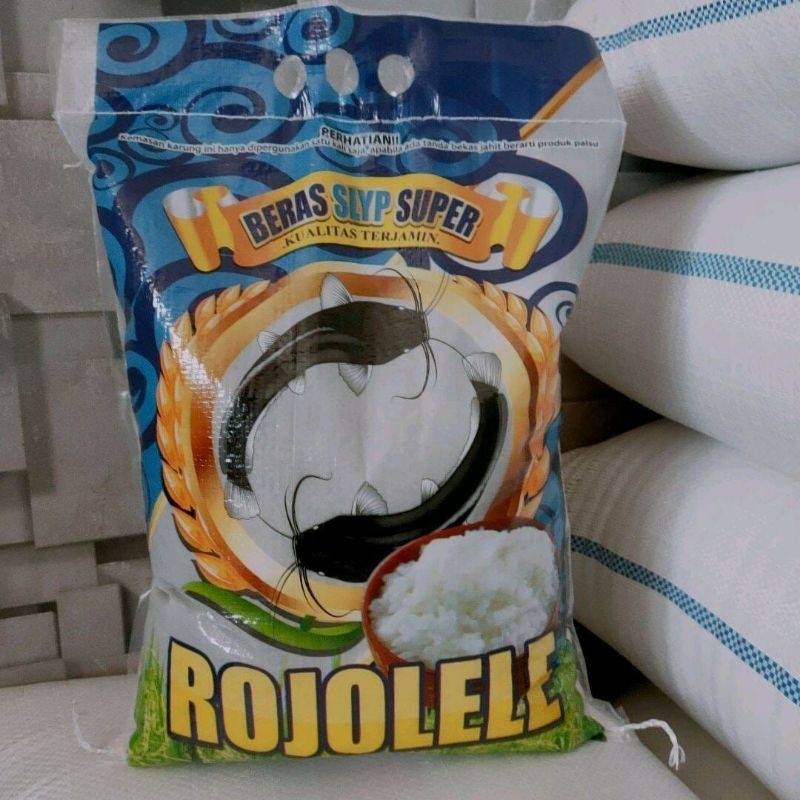 PERHATIAN!!
Kemasan karung ini hanya dipergunakan satu kali saja, apabila ada tanda bekas jahit berarti produk palsu
BERAS SLYP SUPER
.KUALITAS TERJAMIN.
ROJOLELE